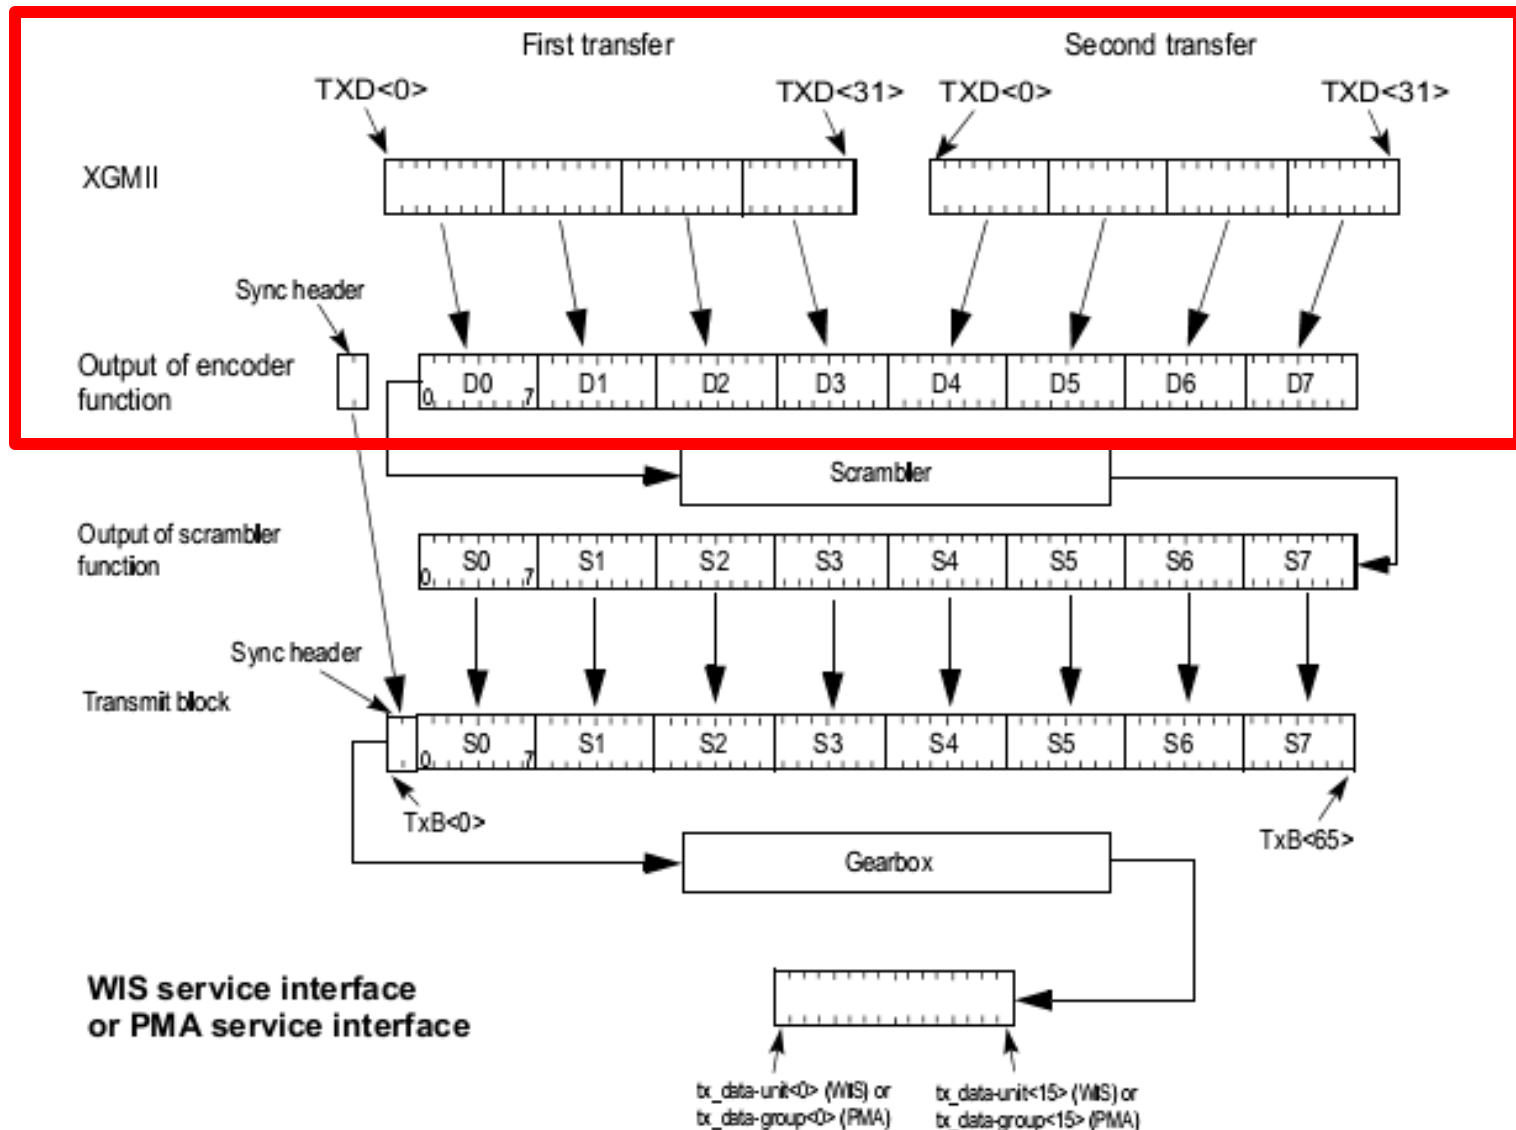 First transfer Second transfer
TXD<0> TXD<31> TXD<0> TXD<31>
XGMII
Sync header
Output of encoder
function
D0 D1 D2 D3 D4 D5 D6 D7
0 7
Scrambler
Output of scrambler
function
S0 S1 S2 S3 S4 S5 S6 S7
0 7
Sync header
Transmit block
S0 S1 S2 S3 S4 S5 S6 S7
0 7
TxB<0> TxB<65>
Gearbox
WIS service interface
or PMA service interface
tx_data-unit<0> (WIS) or tx_data-unit<15> (WIS) or
tx_data-group<0> (PMA) tx_data-group<15> (PMA)